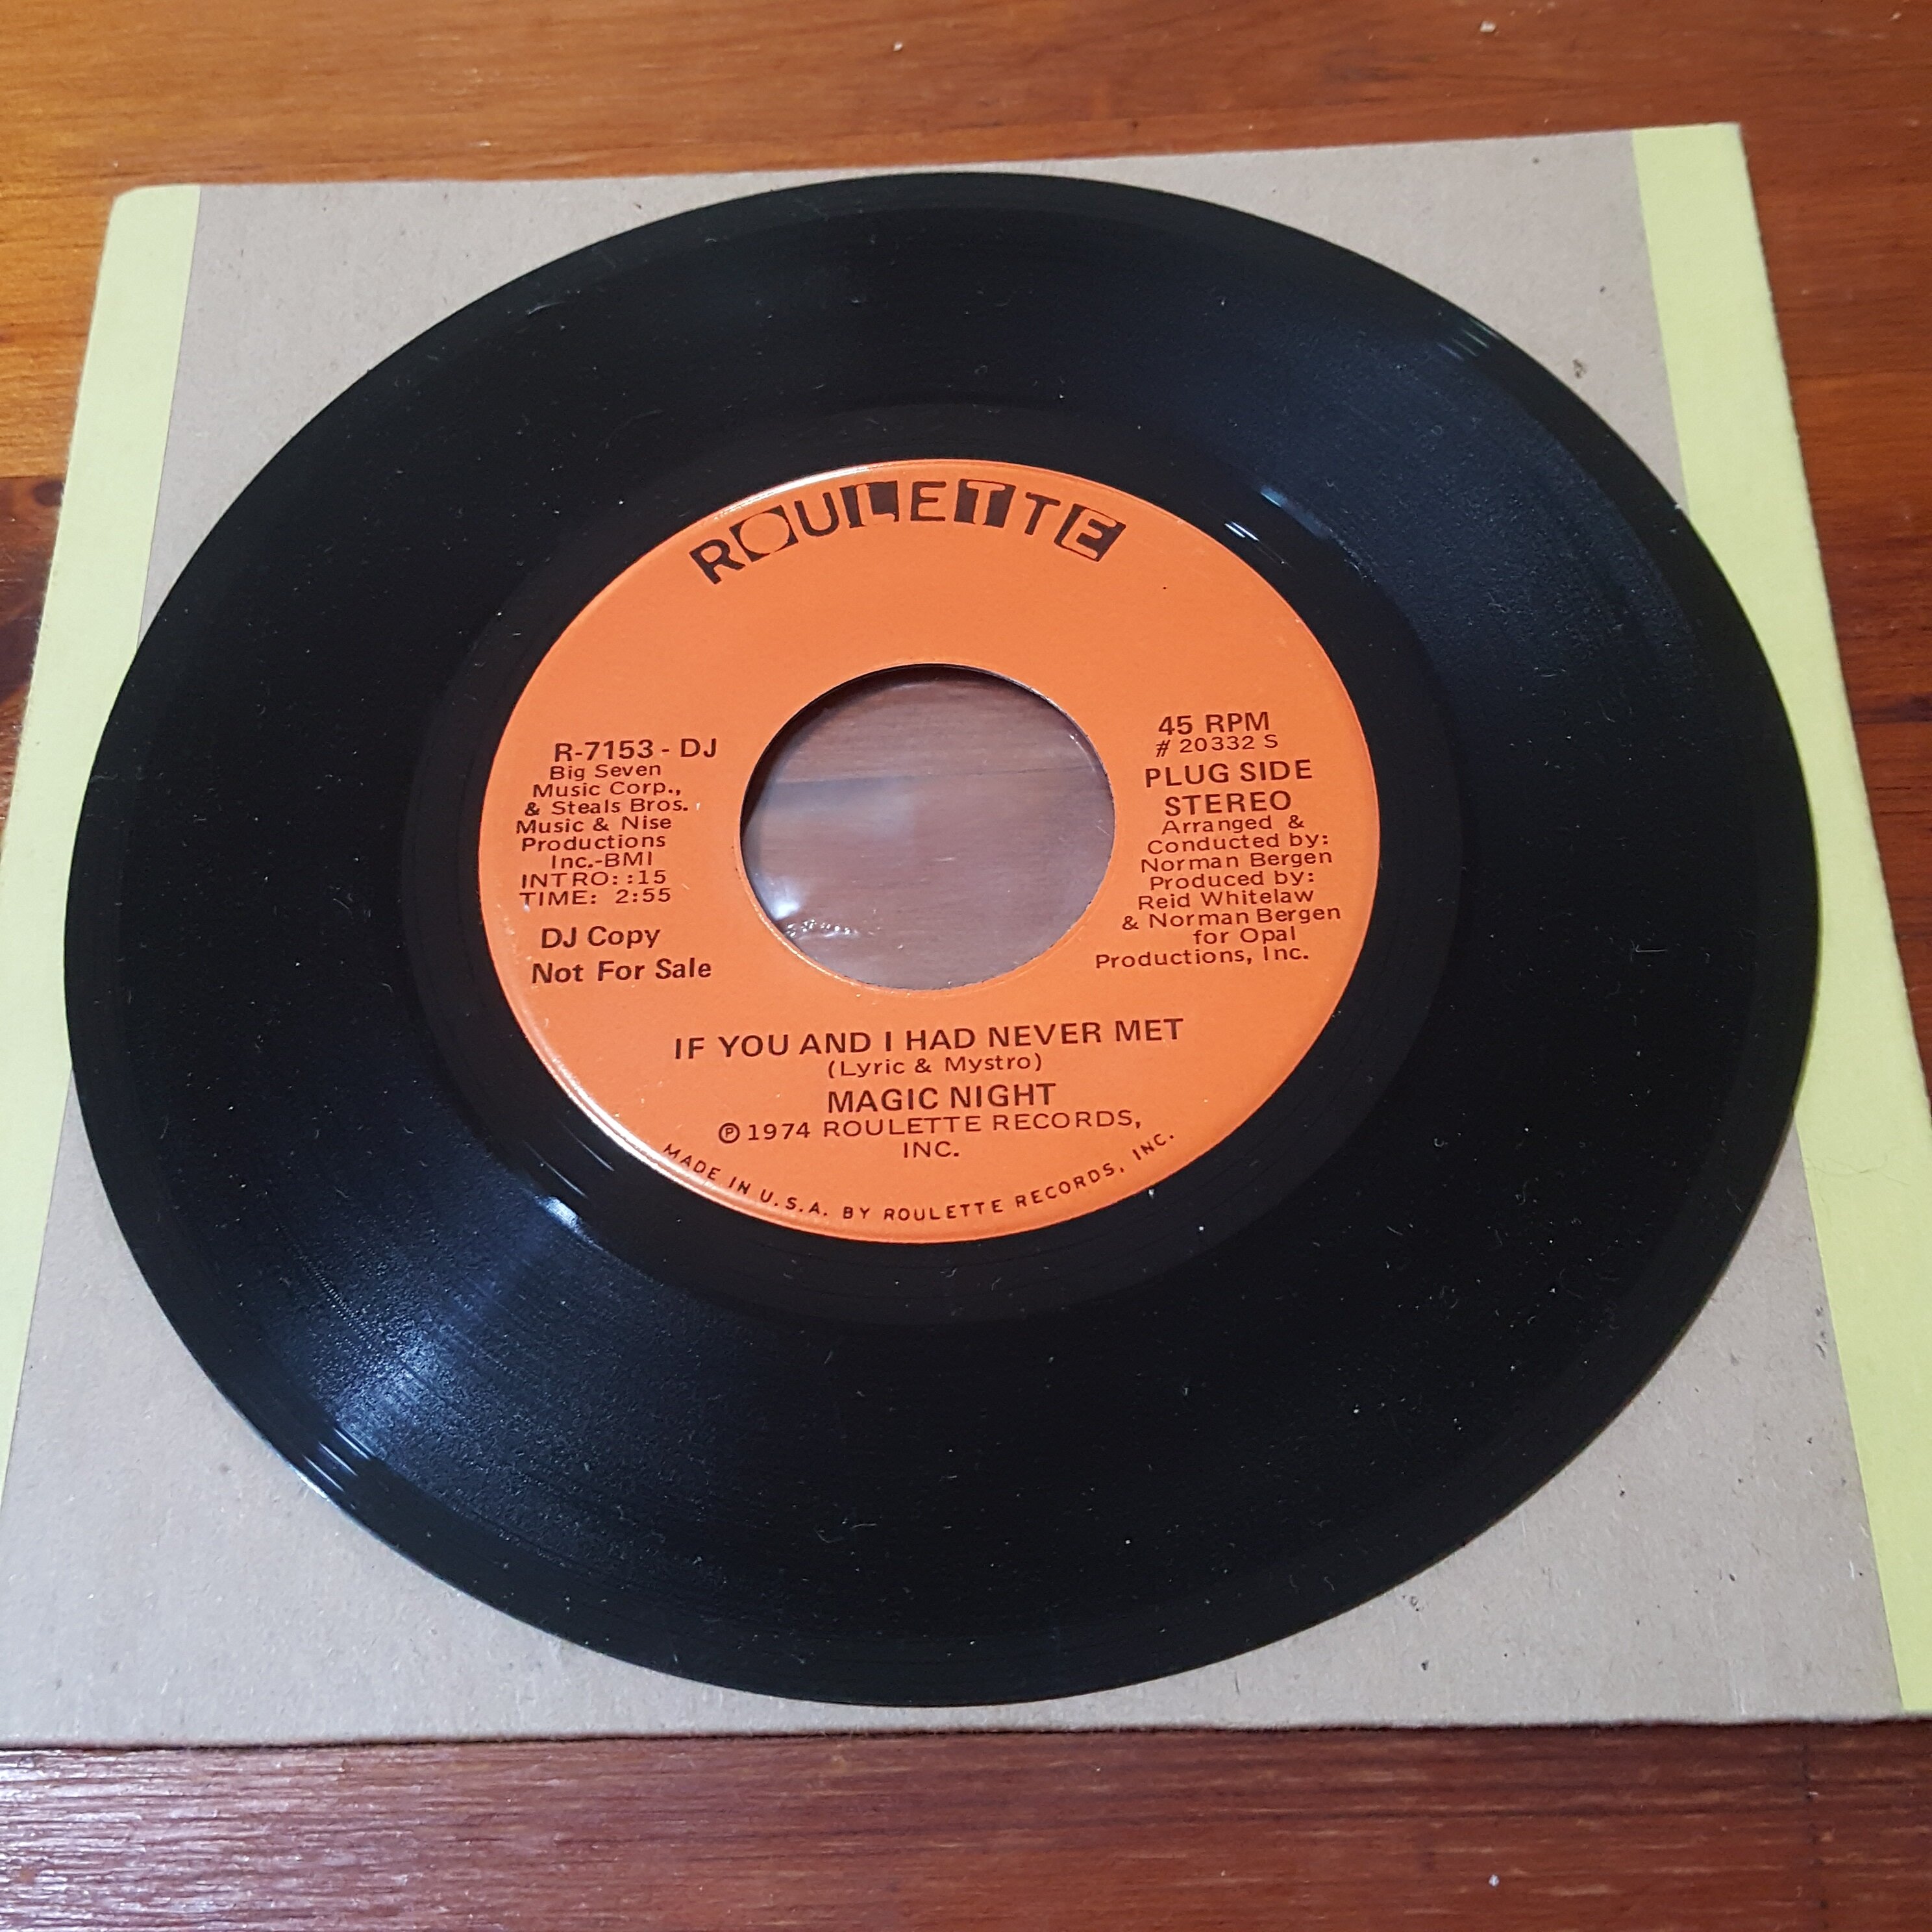 ROULETTE
R-7153 - DJ
Big Seven
Music Corp.,
& Steals Bros.
Music & Nise
Productions
Inc.-BMI
INTRO: :15
TIME: 2:55
DJ Copy
Not For Sale
45 RPM
# 20332 S
PLUG SIDE
STEREO
Arranged &
Conducted by:
Norman Bergen
Produced by:
Reid Whitelaw
& Norman Bergen
for Opal
Productions, Inc.
IF YOU AND I HAD NEVER MET
(Lyric & Mystro)
MAGIC NIGHT
℗ 1974 ROULETTE RECORDS,
INC.
MADE IN U.S.A. BY ROULETTE RECORDS, INC.